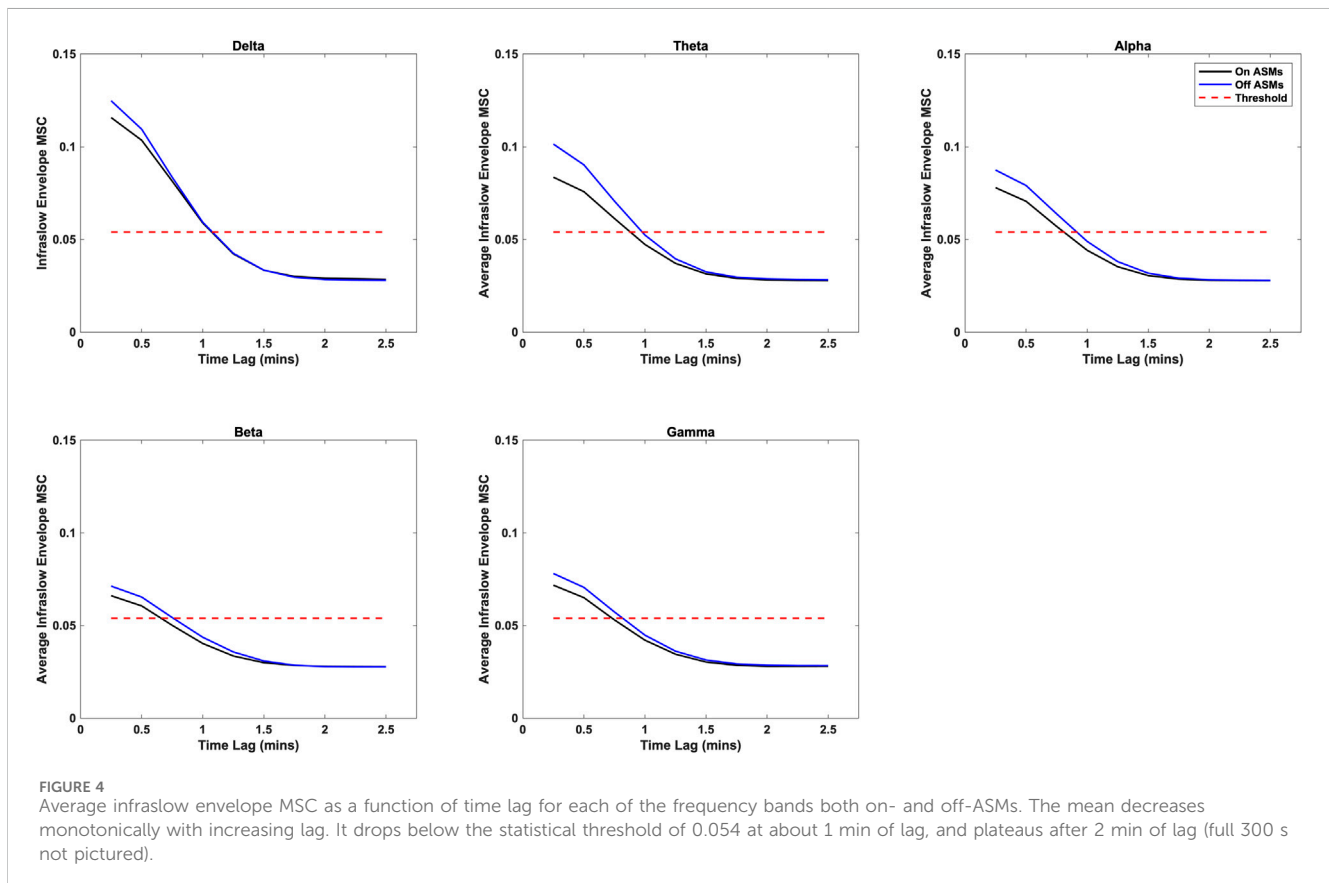 Delta
0.15
0.1
0.05
0
Infraslow Envelope MSC
0 0.5 1 1.5 2 2.5
Time Lag (mins)
Theta
0.15
0.1
0.05
0
Average Infraslow Envelope MSC
0 0.5 1 1.5 2 2.5
Time Lag (mins)
Alpha
0.15
0.1
0.05
0
Average Infraslow Envelope MSC
On ASMs
Off ASMs
Threshold
0 0.5 1 1.5 2 2.5
Time Lag (mins)
Beta
0.15
0.1
0.05
0
Average Infraslow Envelope MSC
0 0.5 1 1.5 2 2.5
Time Lag (mins)
Gamma
0.15
0.1
0.05
0
Average Infraslow Envelope MSC
0 0.5 1 1.5 2 2.5
Time Lag (mins)
FIGURE 4
Average infraslow envelope MSC as a function of time lag for each of the frequency bands both on- and off-ASMs. The mean decreases
monotonically with increasing lag. It drops below the statistical threshold of 0.054 at about 1 min of lag, and plateaus after 2 min of lag (full 300 s
not pictured).